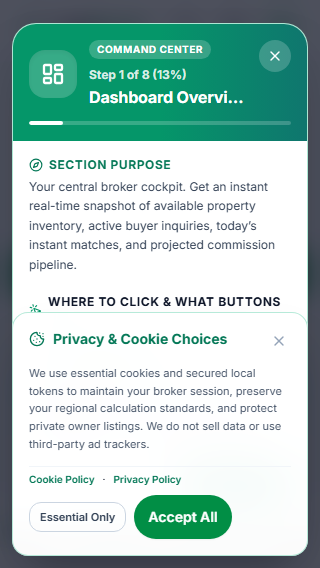 COMMAND CENTER
Step 1 of 8 (13%)
Dashboard Overvi...
SECTION PURPOSE
Your central broker cockpit. Get an instant
real-time snapshot of available property
inventory, active buyer inquiries, today's
instant matches, and projected commission
pipeline.
WHERE TO CLICK & WHAT BUTTONS
Privacy & Cookie Choices
We use essential cookies and secured local
tokens to maintain your broker session, preserve
your regional calculation standards, and protect
private owner listings. We do not sell data or use
third-party ad trackers.
Cookie Policy · Privacy Policy
Essential Only
Accept All